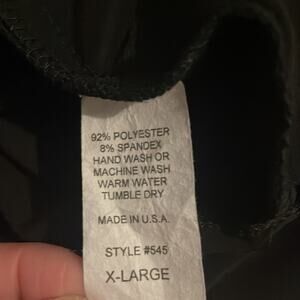 92% POLYESTER
8% SPANDEX
HAND WASH OR
MACHINE WASH
WARM WATER
TUMBLE DRY
MADE IN U.S.A.
STYLE #545
X-LARGE